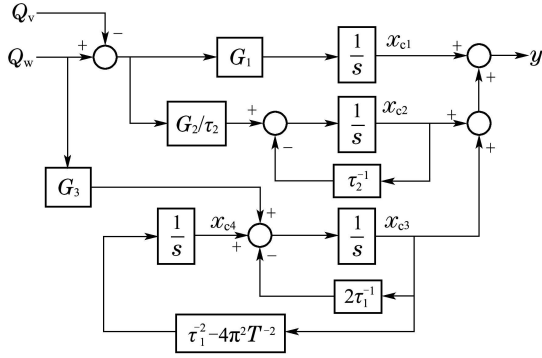 Q_v
−
Q_w + G_1 1/s x_c1 + y
+
G_2/τ_2 + 1/s x_c2 +
− +
τ_2^{-1}
G_3
+
1/s x_c4 + 1/s x_c3
−
2τ_1^{-1}
τ_1^{-2}−4π^2T^{-2}